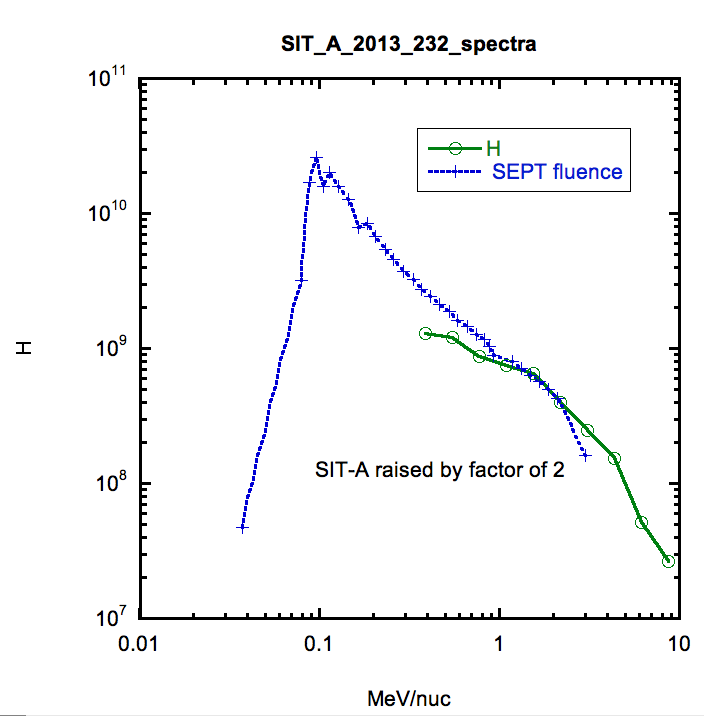 SIT_A_2013_232_spectra
10^11
H
SEPT fluence
10^10
H
10^9
SIT-A raised by factor of 2
10^8
10^7
0.01 0.1 1 10
MeV/nuc